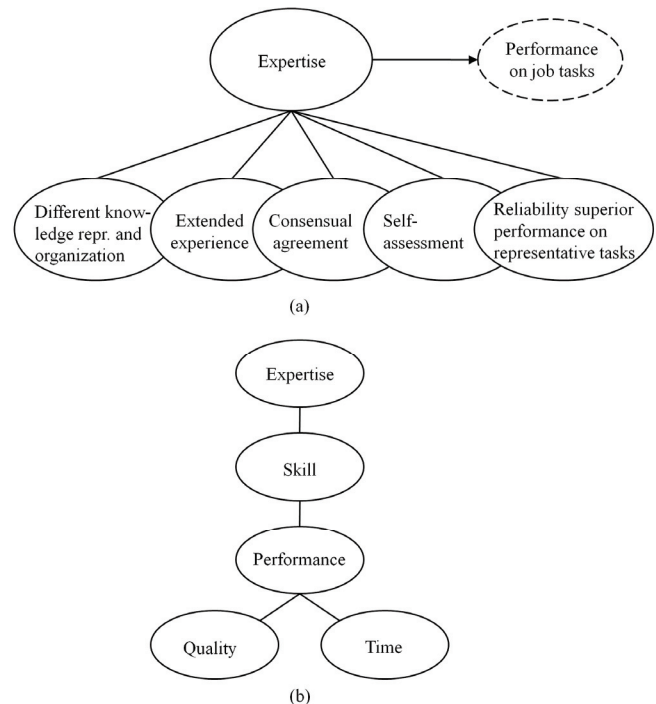 Expertise
Performance
on job tasks
Different know-
ledge repr. and
organization
Extended
experience
Consensual
agreement
Self-
assessment
Reliability superior
performance on
representative tasks
(a)
Expertise
Skill
Performance
Quality
Time
(b)